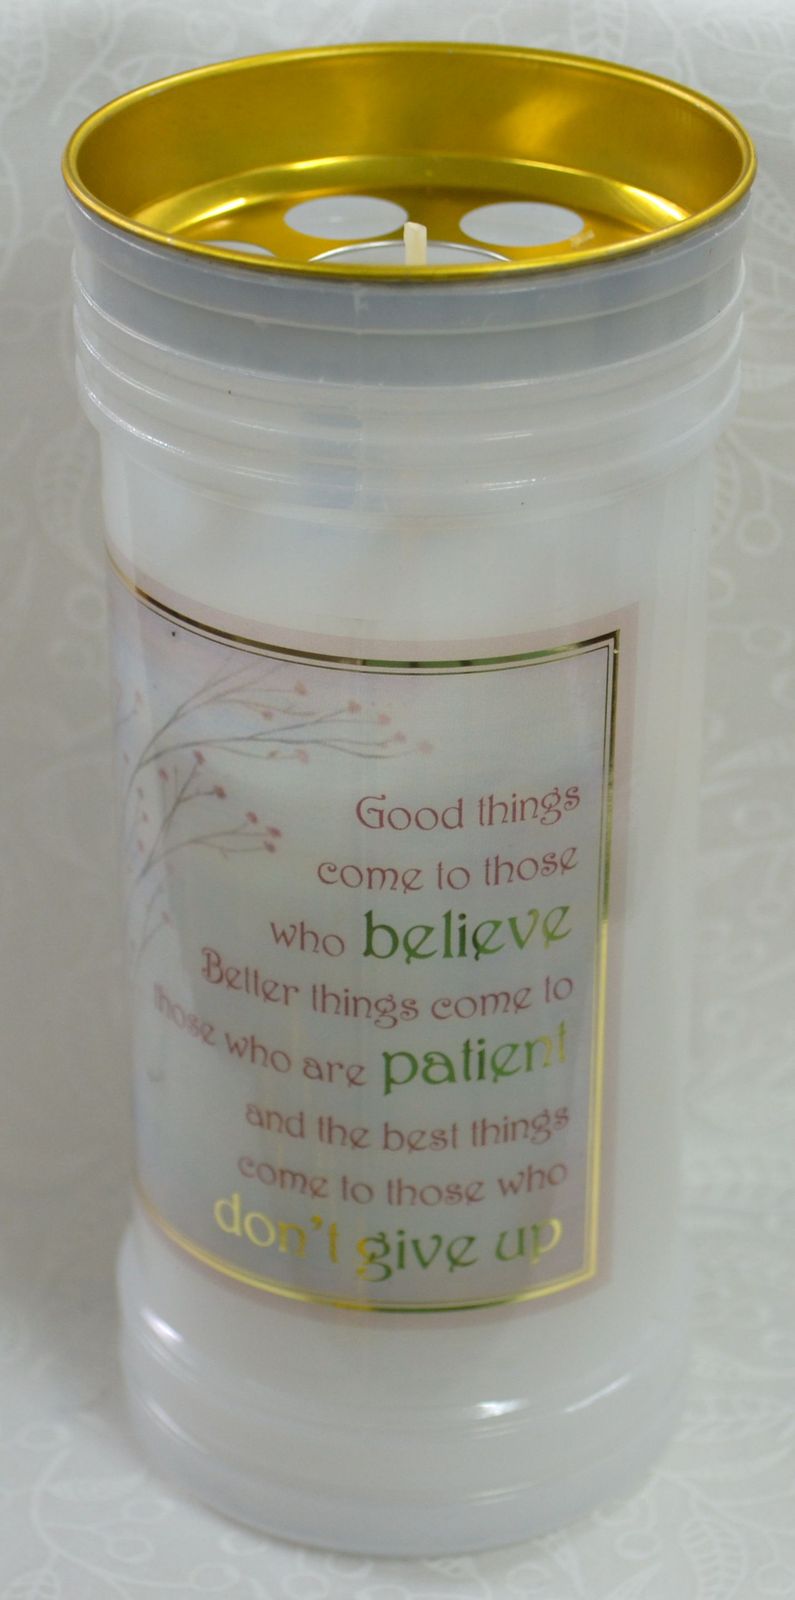 Good things
come to those
who believe
Better things come to
those who are patient
and the best things
come to those who
don't give up